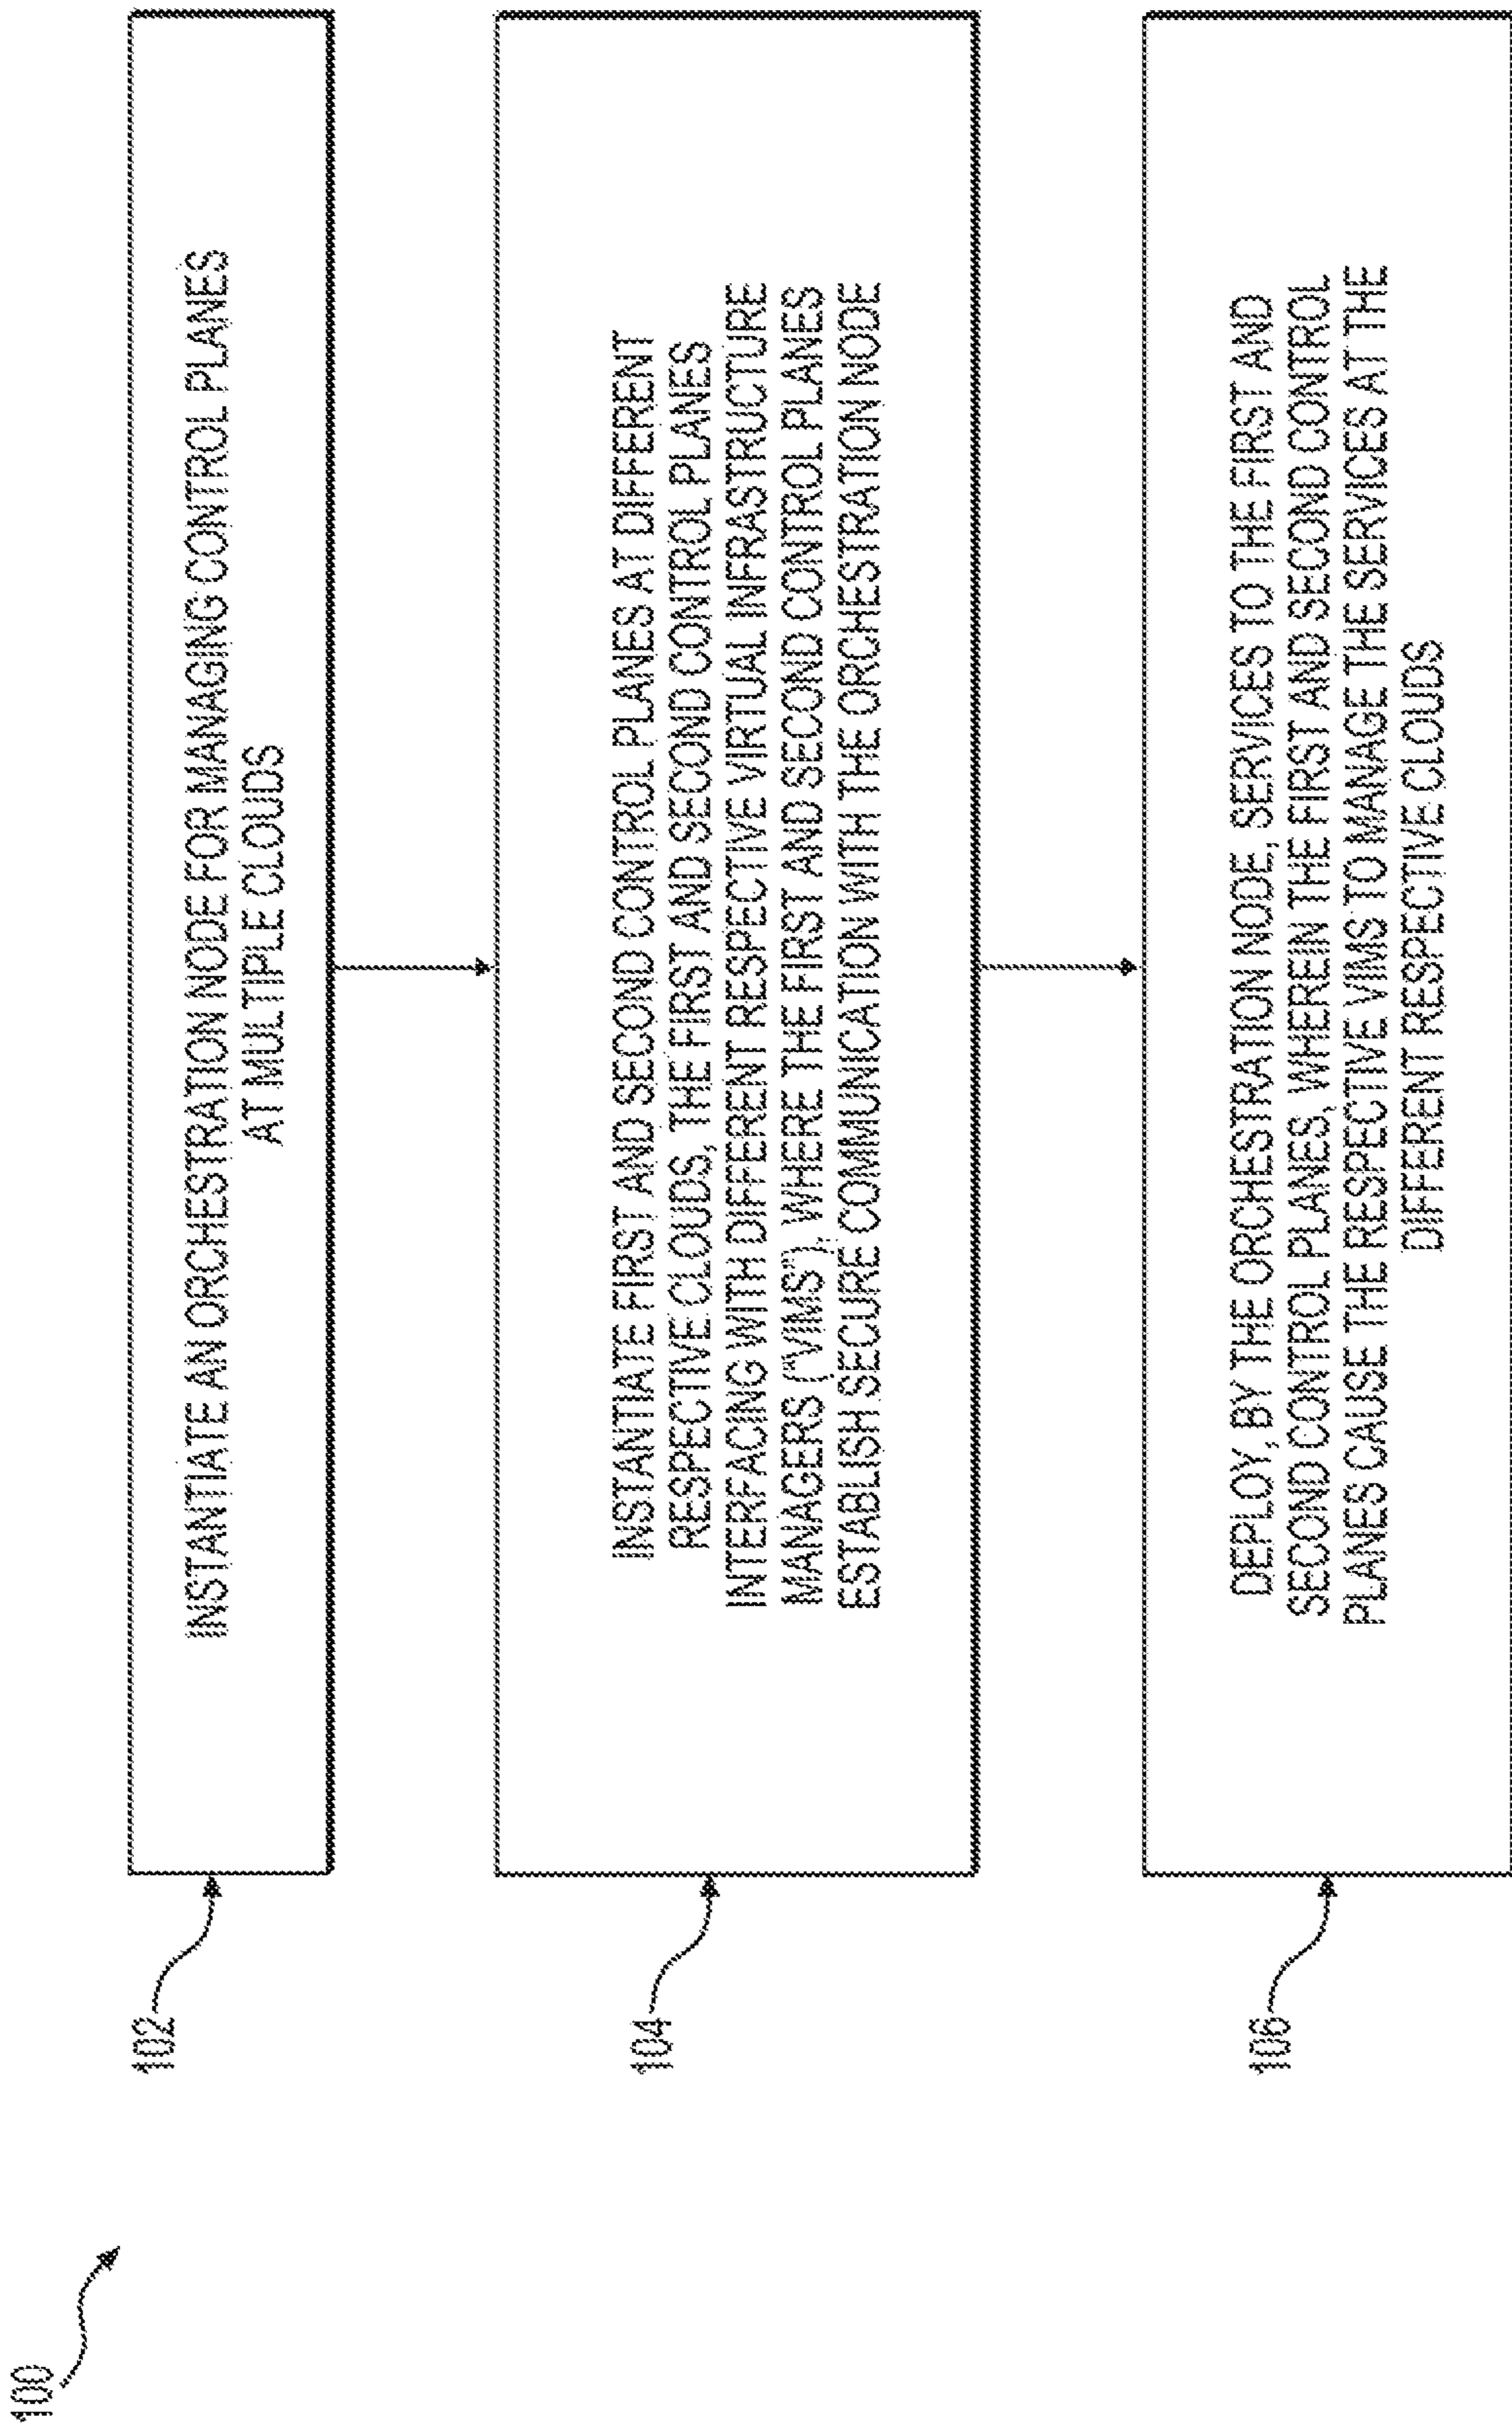 100
102
INSTANTIATE AN ORCHESTRATION NODE FOR MANAGING CONTROL PLANES
AT MULTIPLE CLOUDS
104
INSTANTIATE FIRST AND SECOND CONTROL PLANES AT DIFFERENT
RESPECTIVE CLOUDS, THE FIRST AND SECOND CONTROL PLANES
INTERFACING WITH DIFFERENT RESPECTIVE VIRTUAL INFRASTRUCTURE
MANAGERS ("VIMS"), WHERE THE FIRST AND SECOND CONTROL PLANES
ESTABLISH SECURE COMMUNICATION WITH THE ORCHESTRATION NODE
106
DEPLOY, BY THE ORCHESTRATION NODE, SERVICES TO THE FIRST AND
SECOND CONTROL PLANES, WHEREIN THE FIRST AND SECOND CONTROL
PLANES CAUSE THE RESPECTIVE VIMS TO MANAGE THE SERVICES AT THE
DIFFERENT RESPECTIVE CLOUDS